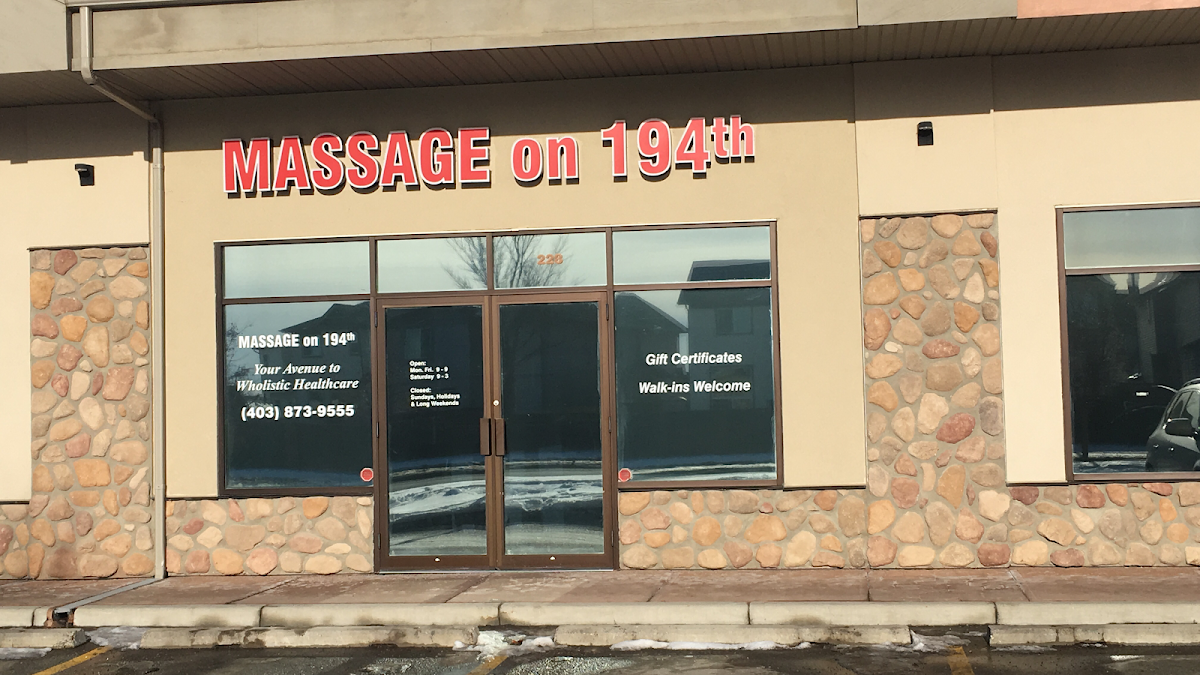 MASSAGE on 194th
228
MASSAGE on 194th
Your Avenue to
Wholistic Healthcare
(403) 873-9555
Open:
Mon. Fri. 9 - 9
Saturday 9 - 3
Closed:
Sundays, Holidays
& Long Weekends
Gift Certificates
Walk-ins Welcome